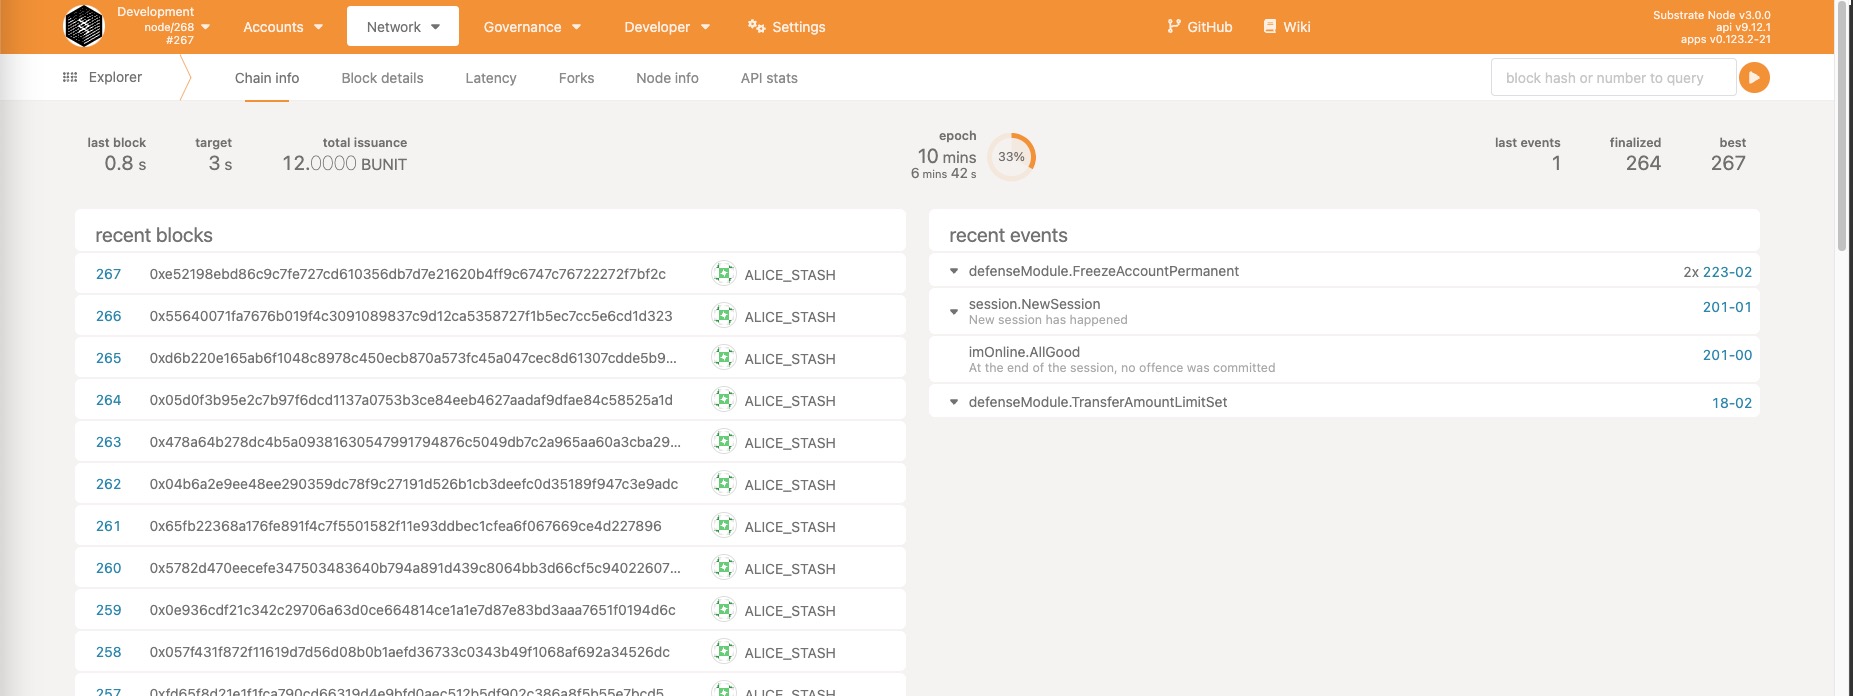 Development
node/268
#267
Accounts
Network
Governance
Developer
Settings
GitHub
Wiki
Substrate Node v3.0.0
api v9.12.1
apps v0.123.2-21
Explorer
Chain info
Block details
Latency
Forks
Node info
API stats
block hash or number to query
last block
0.8 s
target
3 s
total issuance
12.0000 BUNIT
epoch
10 mins
6 mins 42 s
33%
last events
1
finalized
264
best
267
recent blocks
267 0xe52198ebd86c9c7fe727cd610356db7d7e21620b4ff9c6747c76722272f7bf2c ALICE_STASH
266 0x55640071fa7676b019f4c3091089837c9d12ca5358727f1b5ec7cc5e6cd1d323 ALICE_STASH
265 0xd6b220e165ab6f1048c8978c450ecb870a573fc45a047cec8d61307cdde5b9... ALICE_STASH
264 0x05d0f3b95e2c7b97f6dcd1137a0753b3ce84eeb4627aadaf9dfae84c58525a1d ALICE_STASH
263 0x478a64b278dc4b5a09381630547991794876c5049db7c2a965aa60a3cba29... ALICE_STASH
262 0x04b6a2e9ee48ee290359dc78f9c27191d526b1cb3deefc0d35189f947c3e9adc ALICE_STASH
261 0x65fb22368a176fe891f4c7f5501582f11e93ddbec1cfea6f067669ce4d227896 ALICE_STASH
260 0x5782d470eecefe347503483640b794a891d439c8064bb3d66cf5c94022607... ALICE_STASH
259 0x0e936cdf21c342c29706a63d0ce664814ce1a1e7d87e83bd3aaa7651f0194d6c ALICE_STASH
258 0x057f431f872f11619d7d56d08b0b1aefd36733c0343b49f1068af692a34526dc ALICE_STASH
257 ALICE_STASH
recent events
defenseModule.FreezeAccountPermanent 2x 223-02
session.NewSession 201-01
New session has happened
imOnline.AllGood 201-00
At the end of the session, no offence was committed
defenseModule.TransferAmountLimitSet 18-02